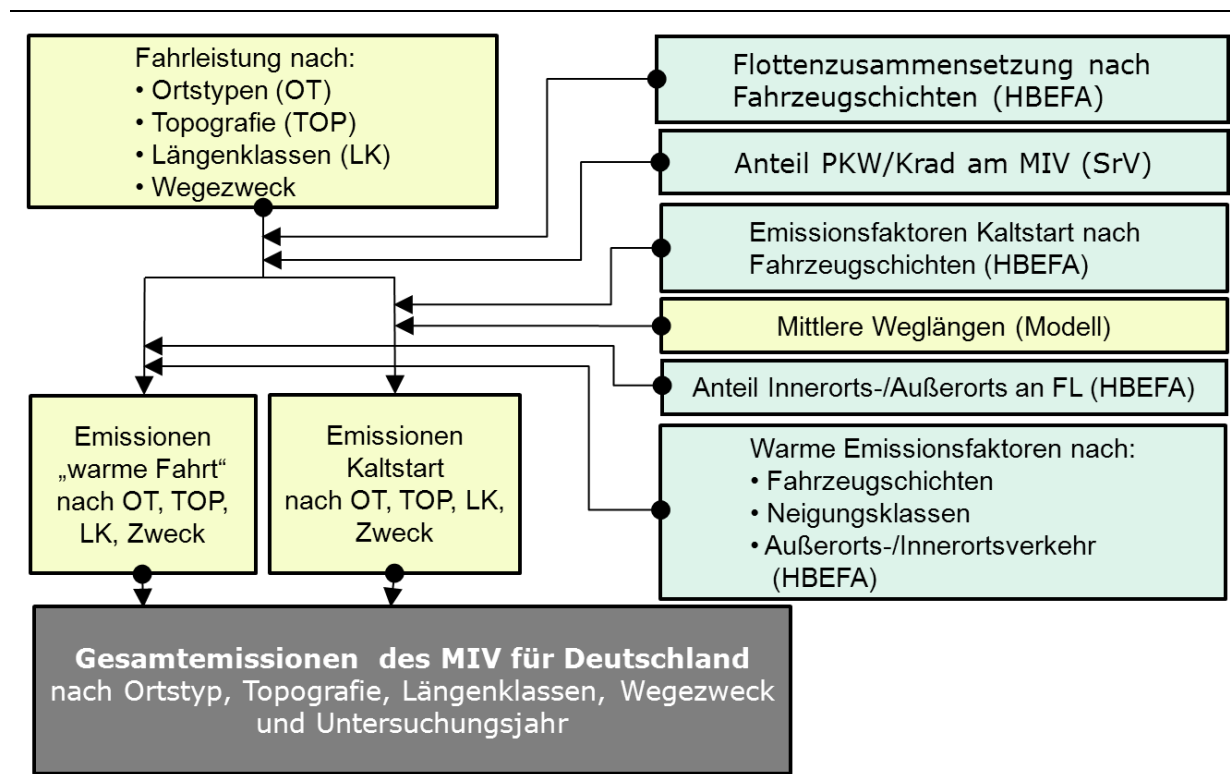 Fahrleistung nach:
• Ortstypen (OT)
• Topografie (TOP)
• Längenklassen (LK)
• Wegezweck
Flottenzusammensetzung nach
Fahrzeugschichten (HBEFA)
Anteil PKW/Krad am MIV (SrV)
Emissionsfaktoren Kaltstart nach
Fahrzeugschichten (HBEFA)
Mittlere Weglängen (Modell)
Anteil Innerorts-/Außerorts an FL (HBEFA)
Warme Emissionsfaktoren nach:
• Fahrzeugschichten
• Neigungsklassen
• Außerorts-/Innerortsverkehr
(HBEFA)
Emissionen
„warme Fahrt“
nach OT, TOP,
LK, Zweck
Emissionen
Kaltstart
nach OT, TOP, LK,
Zweck
Gesamtemissionen des MIV für Deutschland
nach Ortstyp, Topografie, Längenklassen, Wegezweck
und Untersuchungsjahr